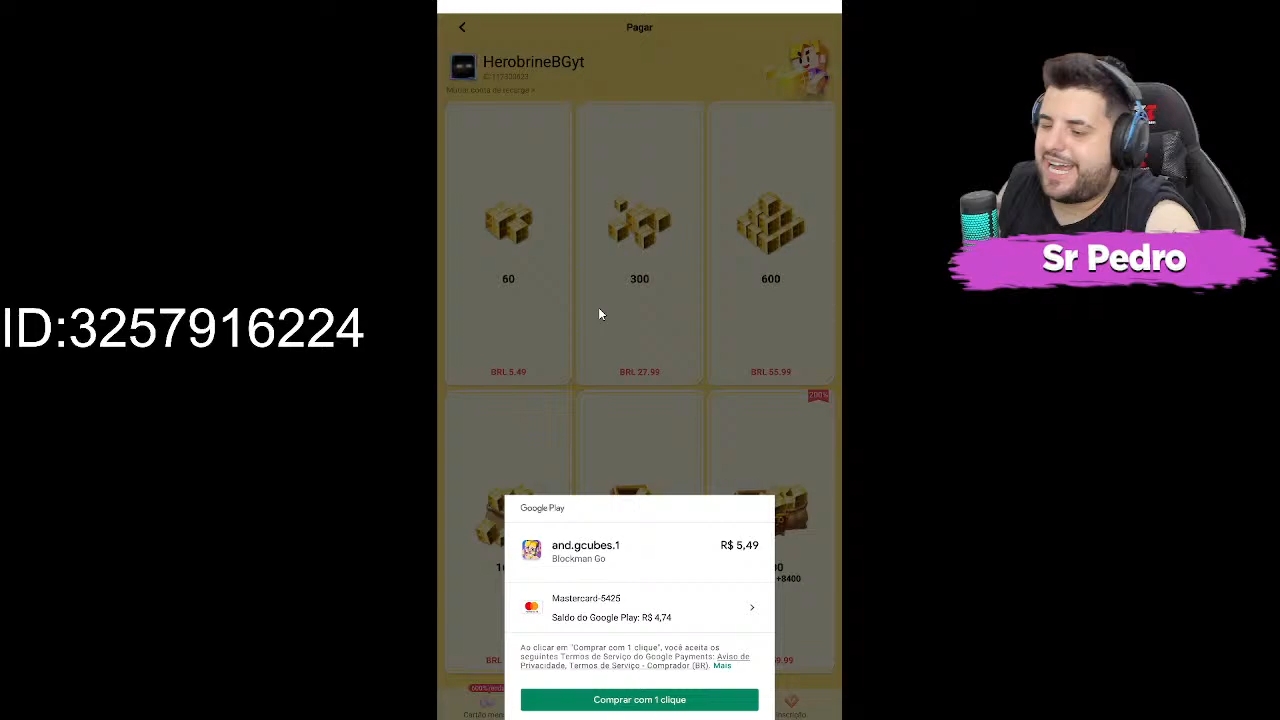 Pagar
HerobrineBGyt
Sr Pedro
60
300
600
ID:3257916224
BRL 5.49
BRL 27.99
BRL 55.99
200%
Google Play
and.gcubes.1
R$ 5,49
Blockman Go
+8400
Mastercard-5425
Saldo do Google Play: R$ 4,74
Ao clicar em "Comprar com 1 clique", você aceita os
seguintes Termos de Serviço do Google Payments: Aviso de
Privacidade, Termos de Serviço - Comprador (BR). Mais
BRL
Comprar com 1 clique